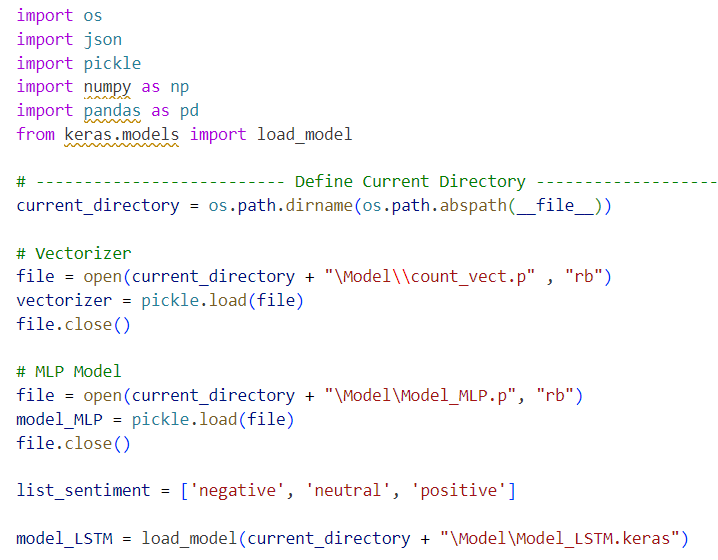 import os
import json
import pickle
import numpy as np
import pandas as pd
from keras.models import load_model
# -------------------------- Define Current Directory -------------------
current_directory = os.path.dirname(os.path.abspath(__file__))
# Vectorizer
file = open(current_directory + "\Model\\count_vect.p" , "rb")
vectorizer = pickle.load(file)
file.close()
# MLP Model
file = open(current_directory + "\Model\Model_MLP.p", "rb")
model_MLP = pickle.load(file)
file.close()
list_sentiment = ['negative', 'neutral', 'positive']
model_LSTM = load_model(current_directory + "\Model\Model_LSTM.keras")